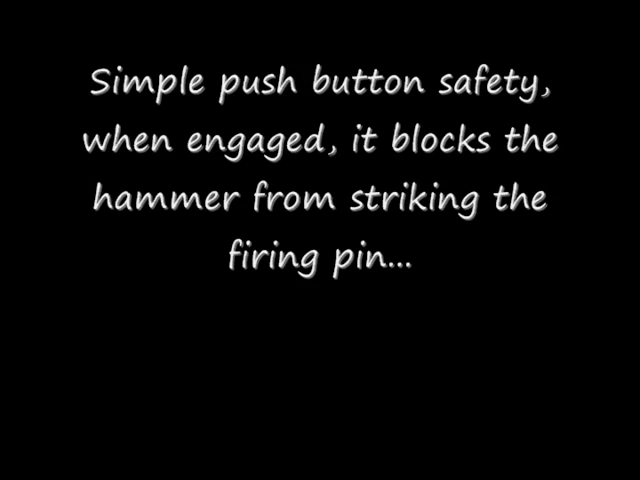 Simple push button safety,
when engaged, it blocks the
hammer from striking the
firing pin...